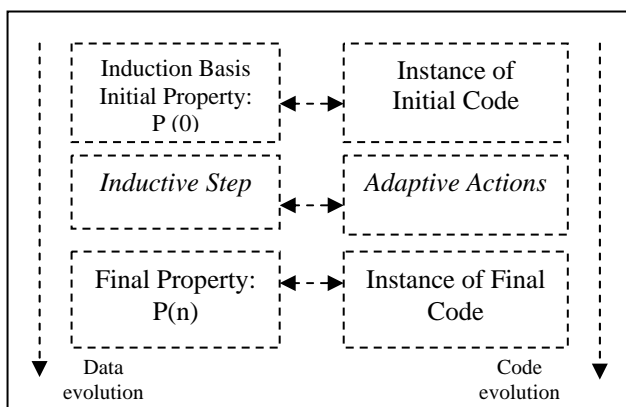 Induction Basis
Initial Property:
P (0)
Instance of
Initial Code
Inductive Step
Adaptive Actions
Final Property:
P(n)
Instance of Final
Code
Data
evolution
Code
evolution